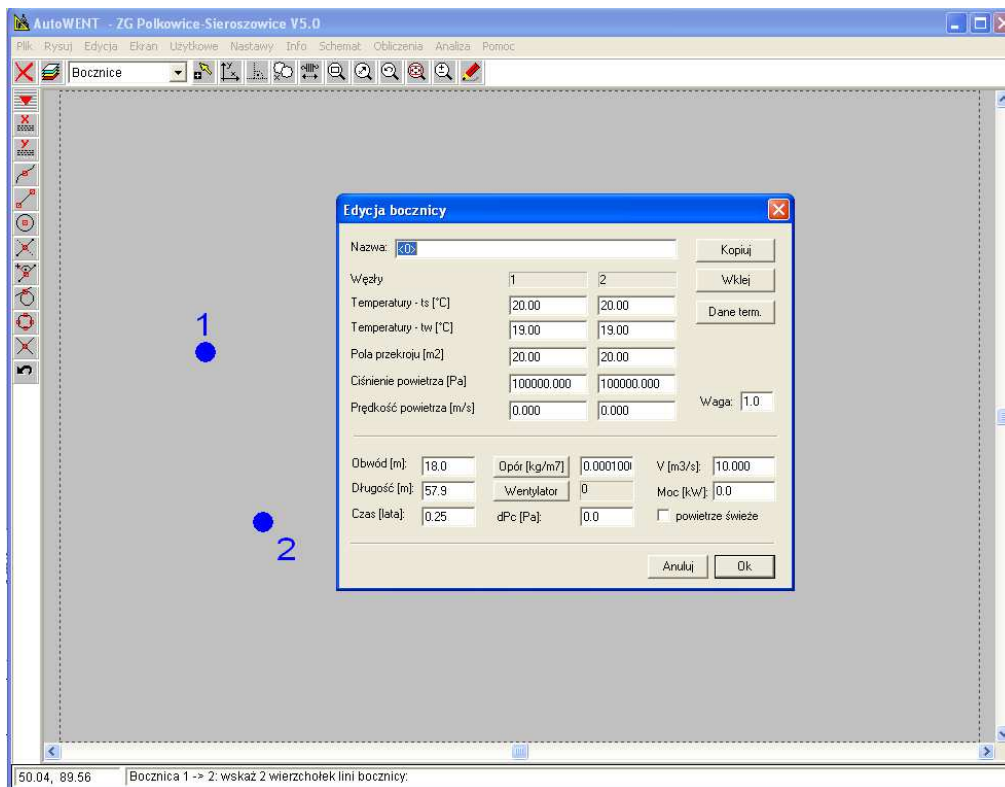 AutoWENT - ZG Polkowice-Sieroszowice V5.0
Plik Rysuj Edycja Ekran Użytkowe Nastawy Info Schemat Obliczenia Analiza Pomoc
Bocznice
1
2
Edycja bocznicy
Nazwa: <0> Kopiuj
Węzły 1 2 Wklej
Temperatury - ts [°C] 20.00 20.00 Dane term.
Temperatury - tw [°C] 19.00 19.00
Pola przekroju [m2] 20.00 20.00
Ciśnienie powietrza [Pa] 100000.000 100000.000
Prędkość powietrza [m/s] 0.000 0.000 Waga: 1.0
Obwód [m]: 18.0 Opór [kg/m7] 0.000100 V [m3/s]: 10.000
Długość [m]: 57.9 Wentylator 0 Moc [kW]: 0.0
Czas [lata]: 0.25 dPc [Pa]: 0.0 powietrze świeże
Anuluj Ok
50.04, 89.56 Bocznica 1 -> 2: wskaż 2 wierzchołek lini bocznicy: